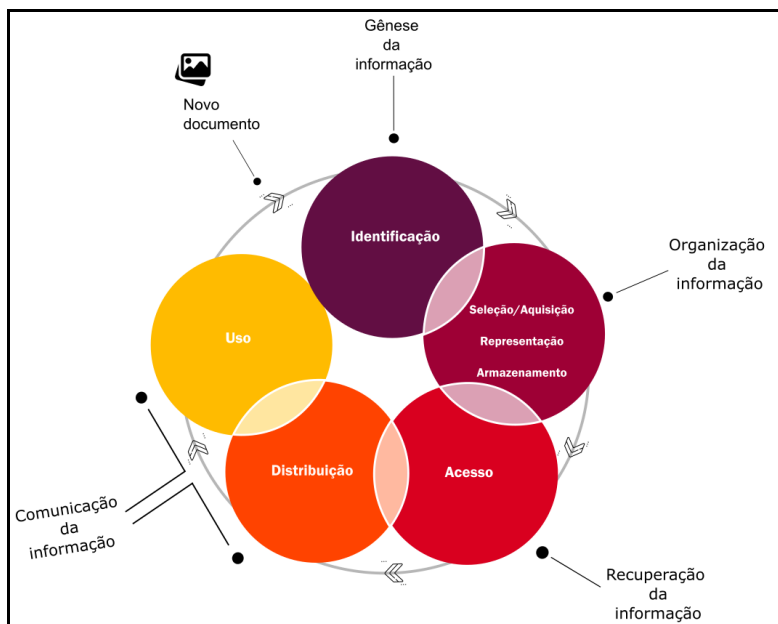 Gênese
da
informação
Novo
documento
Identificação
Organização
da
informação
Seleção/Aquisição
Representação
Armazenamento
Uso
Distribuição
Acesso
Comunicação
da
informação
Recuperação
da
informação